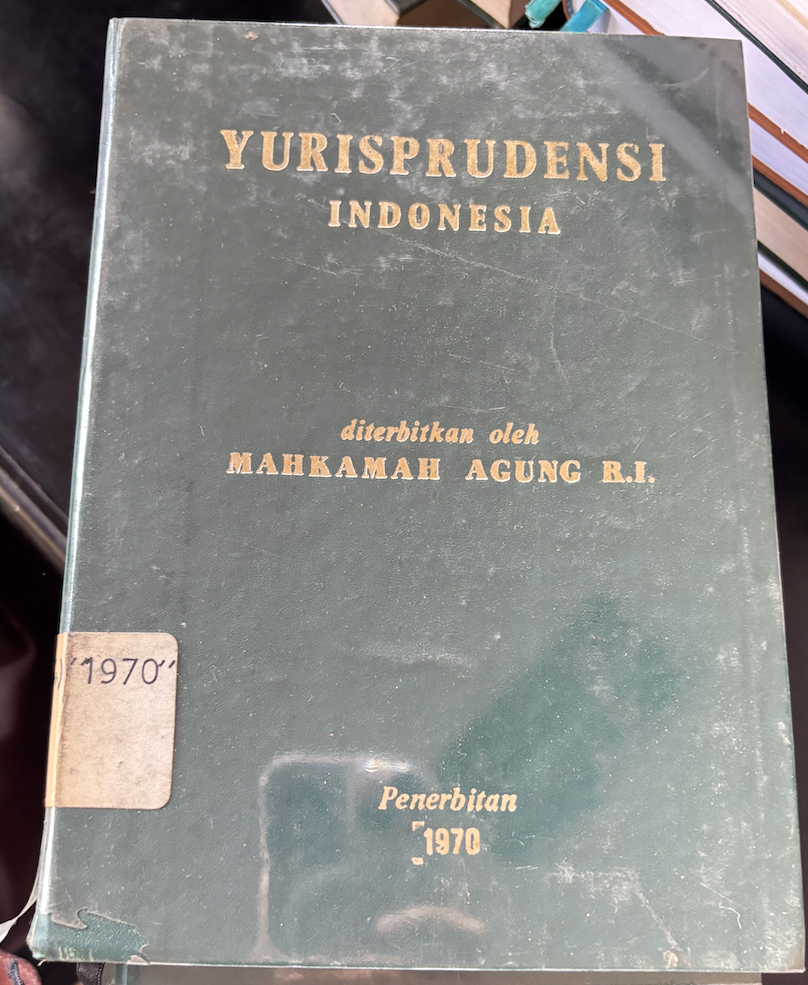 YURISPRUDENSI
INDONESIA
diterbitkan oleh
MAHKAMAH AGUNG R.I.
) "1970"
Penerbitan
1970